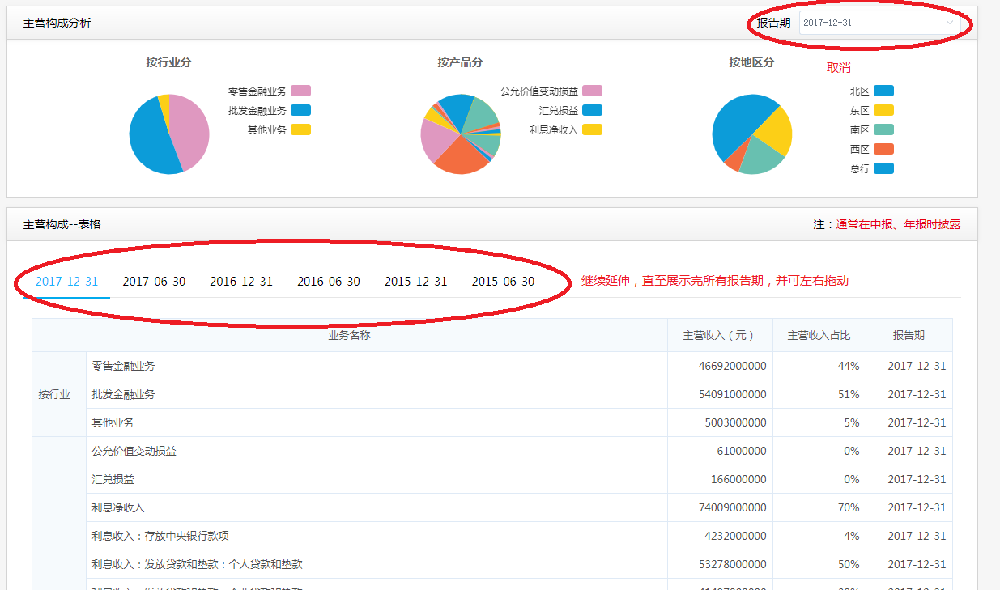 主营构成分析 报告期 2017-12-31
按行业分 按产品分 按地区分 取消
零售金融业务 公允价值变动损益 北区
批发金融业务 汇兑损益 东区
其他业务 利息净收入 南区
西区
总行
主营构成--表格 注：通常在中报、年报时披露
2017-12-31 2017-06-30 2016-12-31 2016-06-30 2015-12-31 2015-06-30 继续延伸，直至展示完所有报告期，并可左右拖动
业务名称 主营收入（元） 主营收入占比 报告期
零售金融业务 46692000000 44% 2017-12-31
按行业 批发金融业务 54091000000 51% 2017-12-31
其他业务 5003000000 5% 2017-12-31
公允价值变动损益 -61000000 0% 2017-12-31
汇兑损益 166000000 0% 2017-12-31
利息净收入 74009000000 70% 2017-12-31
利息收入：存放中央银行款项 4232000000 4% 2017-12-31
利息收入：发放贷款和垫款：个人贷款和垫款 53278000000 50% 2017-12-31